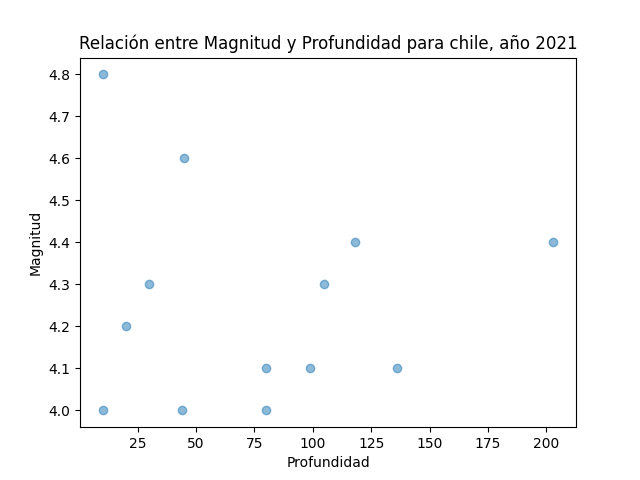 Relación entre Magnitud y Profundidad para chile, año 2021
4.8
4.7
4.6
4.5
4.4
4.3
4.2
4.1
4.0
Magnitud
25 50 75 100 125 150 175 200
Profundidad